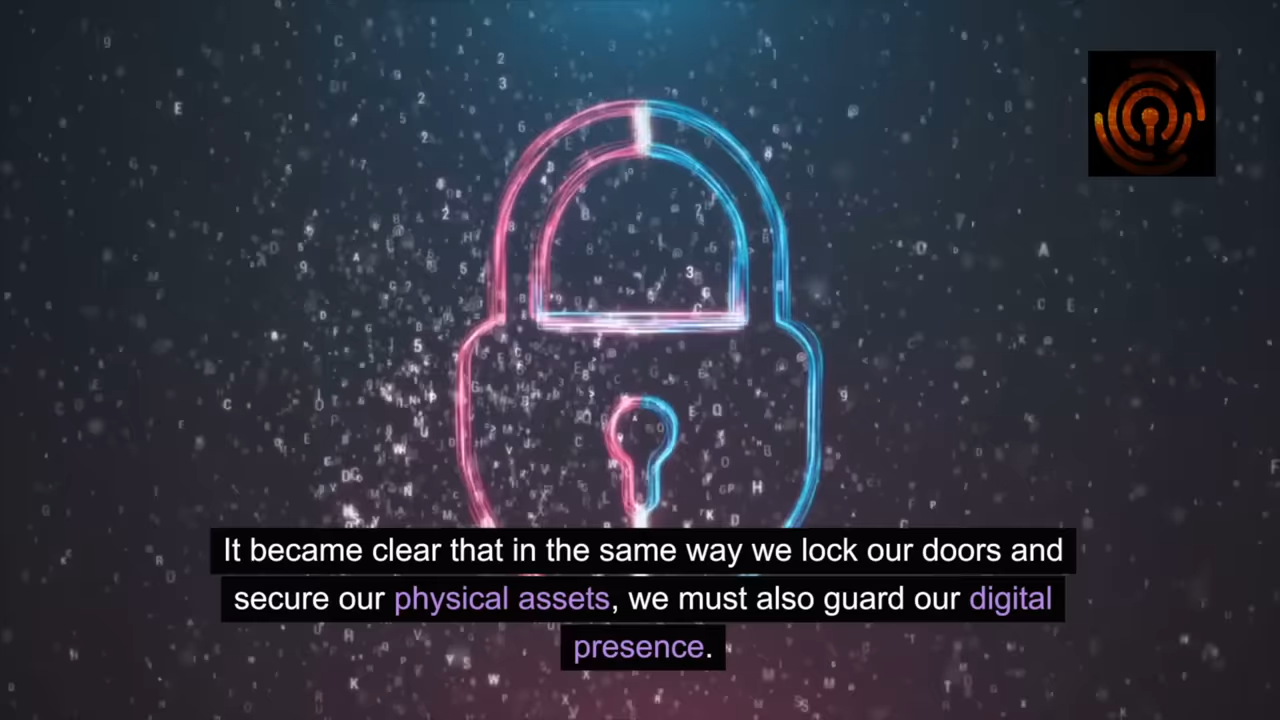 It became clear that in the same way we lock our doors and
secure our physical assets, we must also guard our digital
presence.